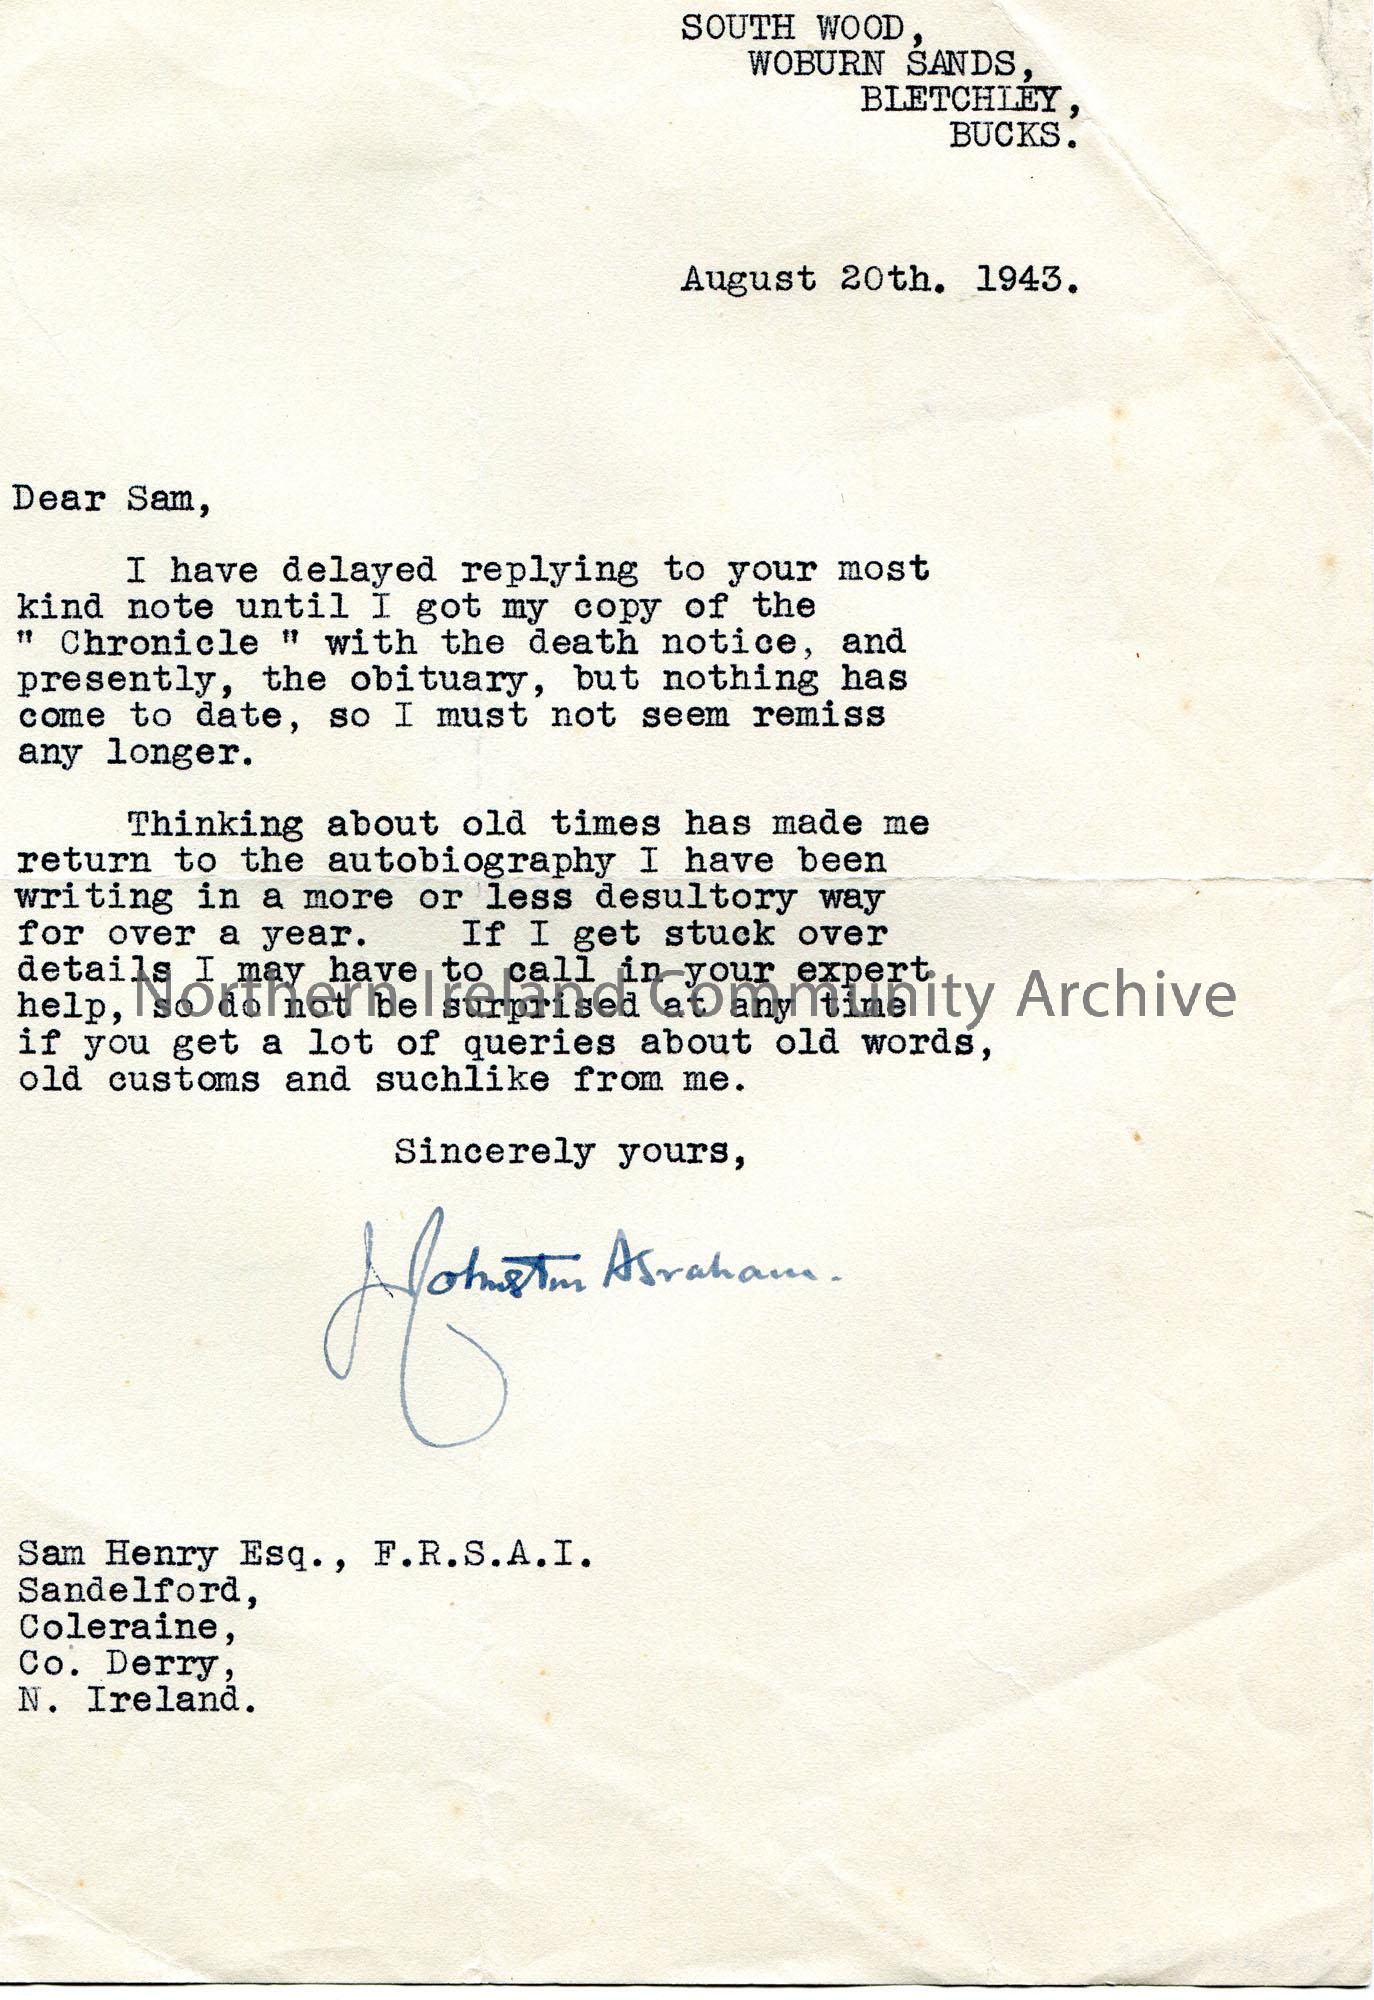 SOUTH WOOD,
WOBURN SANDS,
BLETCHLEY,
BUCKS.
August 20th. 1943.
Dear Sam,
I have delayed replying to your most
kind note until I got my copy of the
" Chronicle " with the death notice, and
presently, the obituary, but nothing has
come to date, so I must not seem remiss
any longer.
Thinking about old times has made me
return to the autobiography I have been
writing in a more or less desultory way
for over a year. If I get stuck over
details I may have to call in your expert
help, so do not be surprised at any time
if you get a lot of queries about old words,
old customs and suchlike from me.
Northern Ireland Community Archive
Sincerely yours,
J Johnston Abraham.
Sam Henry Esq., F.R.S.A.I.
Sandelford,
Coleraine,
Co. Derry,
N. Ireland.